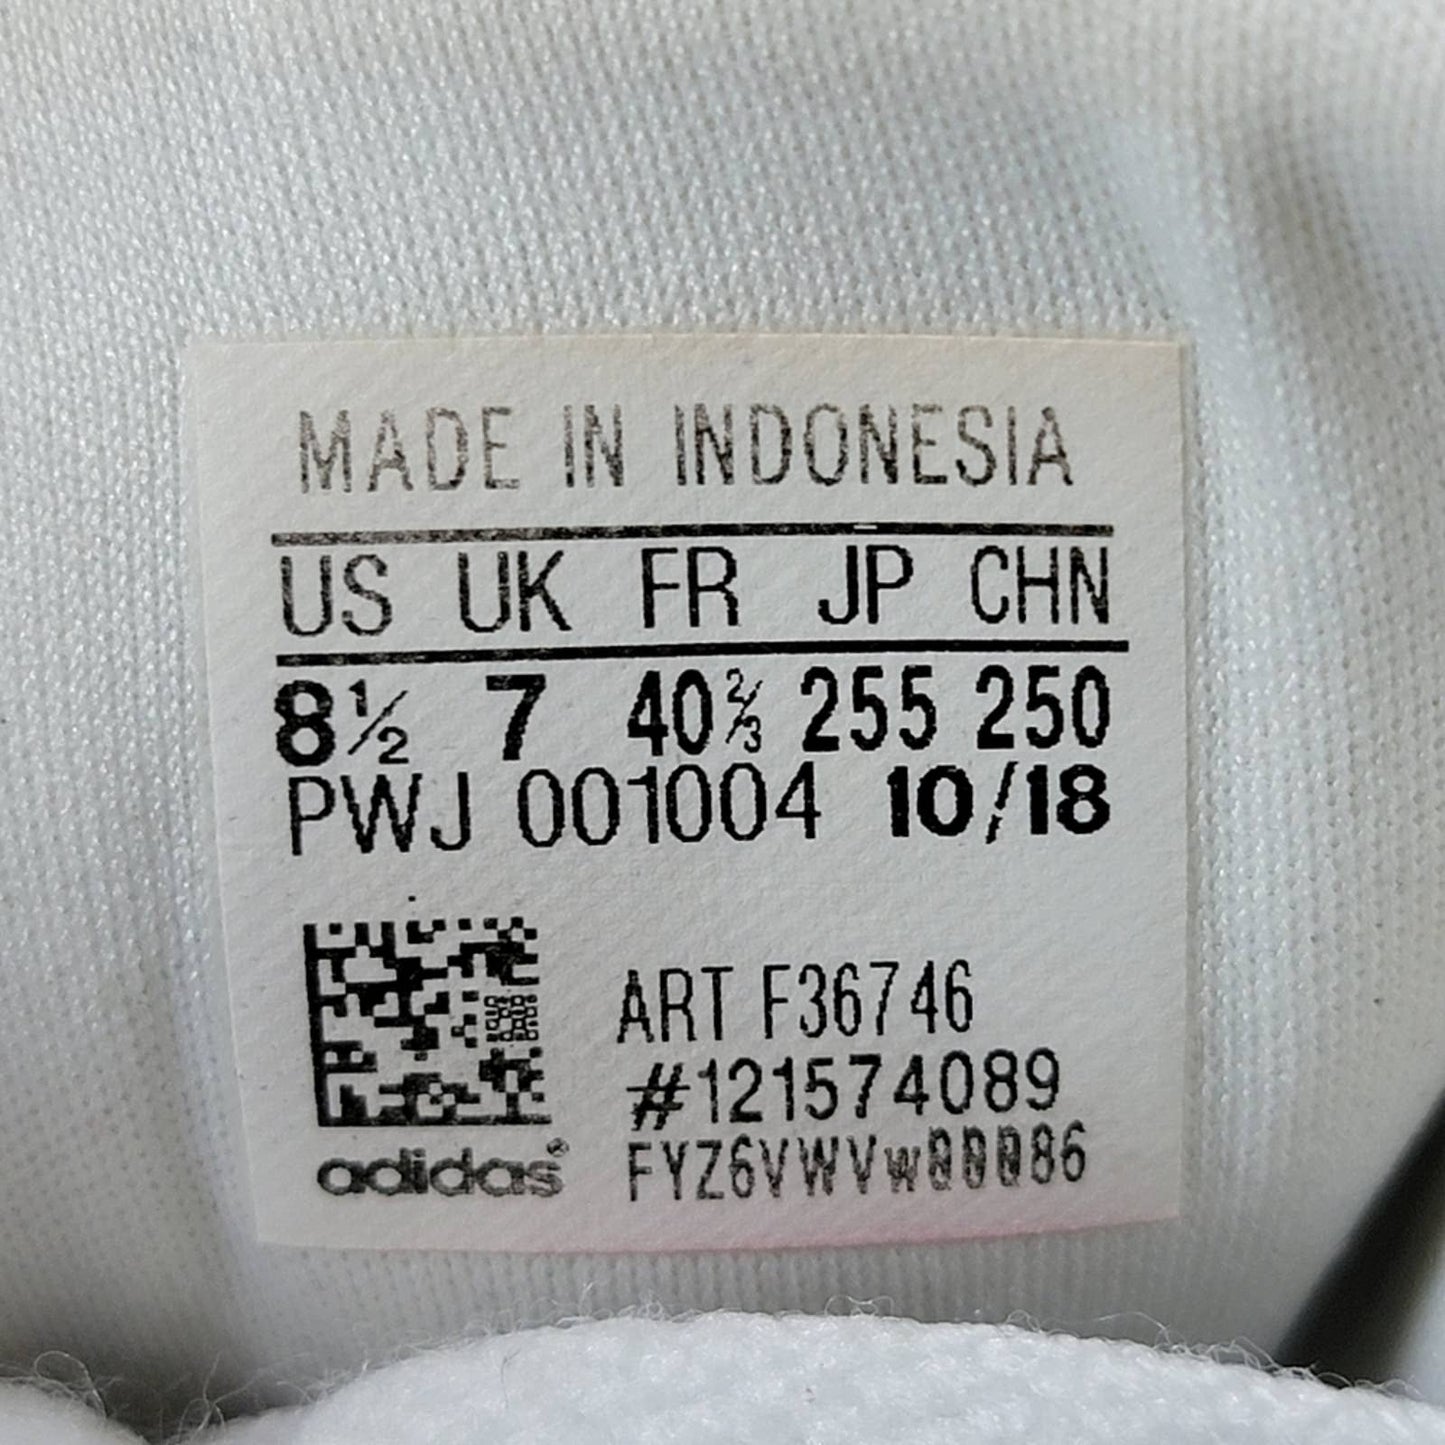 MADE IN INDONESIA
US UK FR JP CHN
8½ 7 40⅔ 255 250
PWJ 001004 10/18
ART F36746
#121574089
adidas® FYZ6VWVw00086